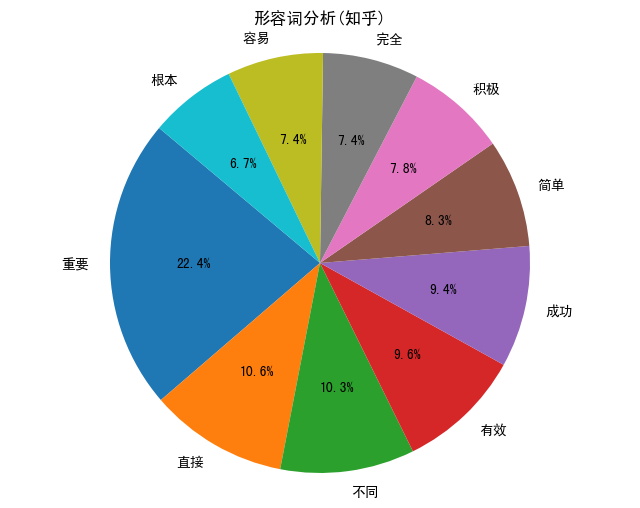 形容词分析(知乎)
容易
完全
根本
积极
7.4%
7.4%
6.7%
7.8%
简单
8.3%
重要
22.4%
9.4%
成功
10.6%
10.3%
9.6%
有效
直接
不同